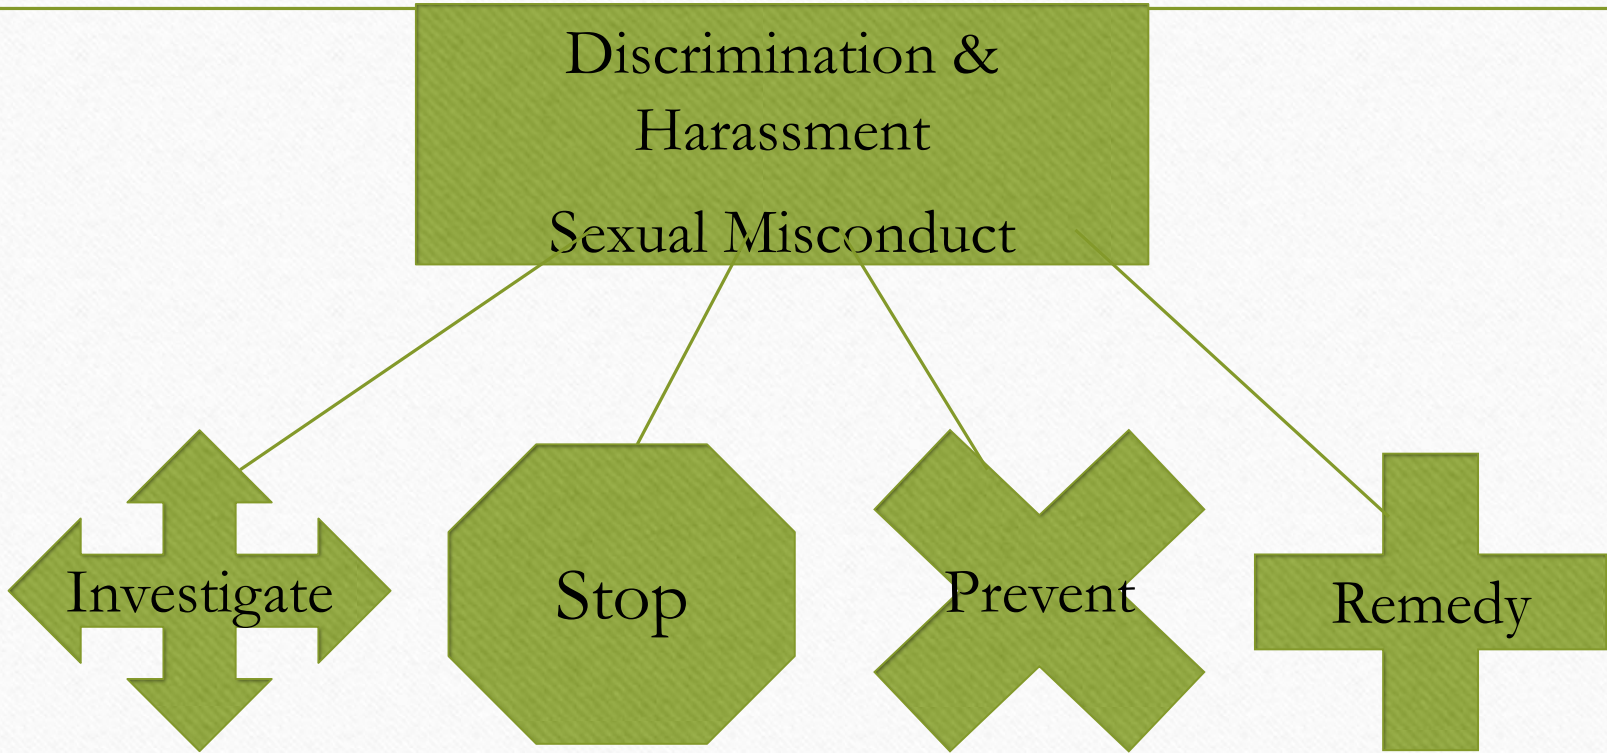 Discrimination &
Harassment
Sexual Misconduct
Investigate
Stop
Prevent
Remedy